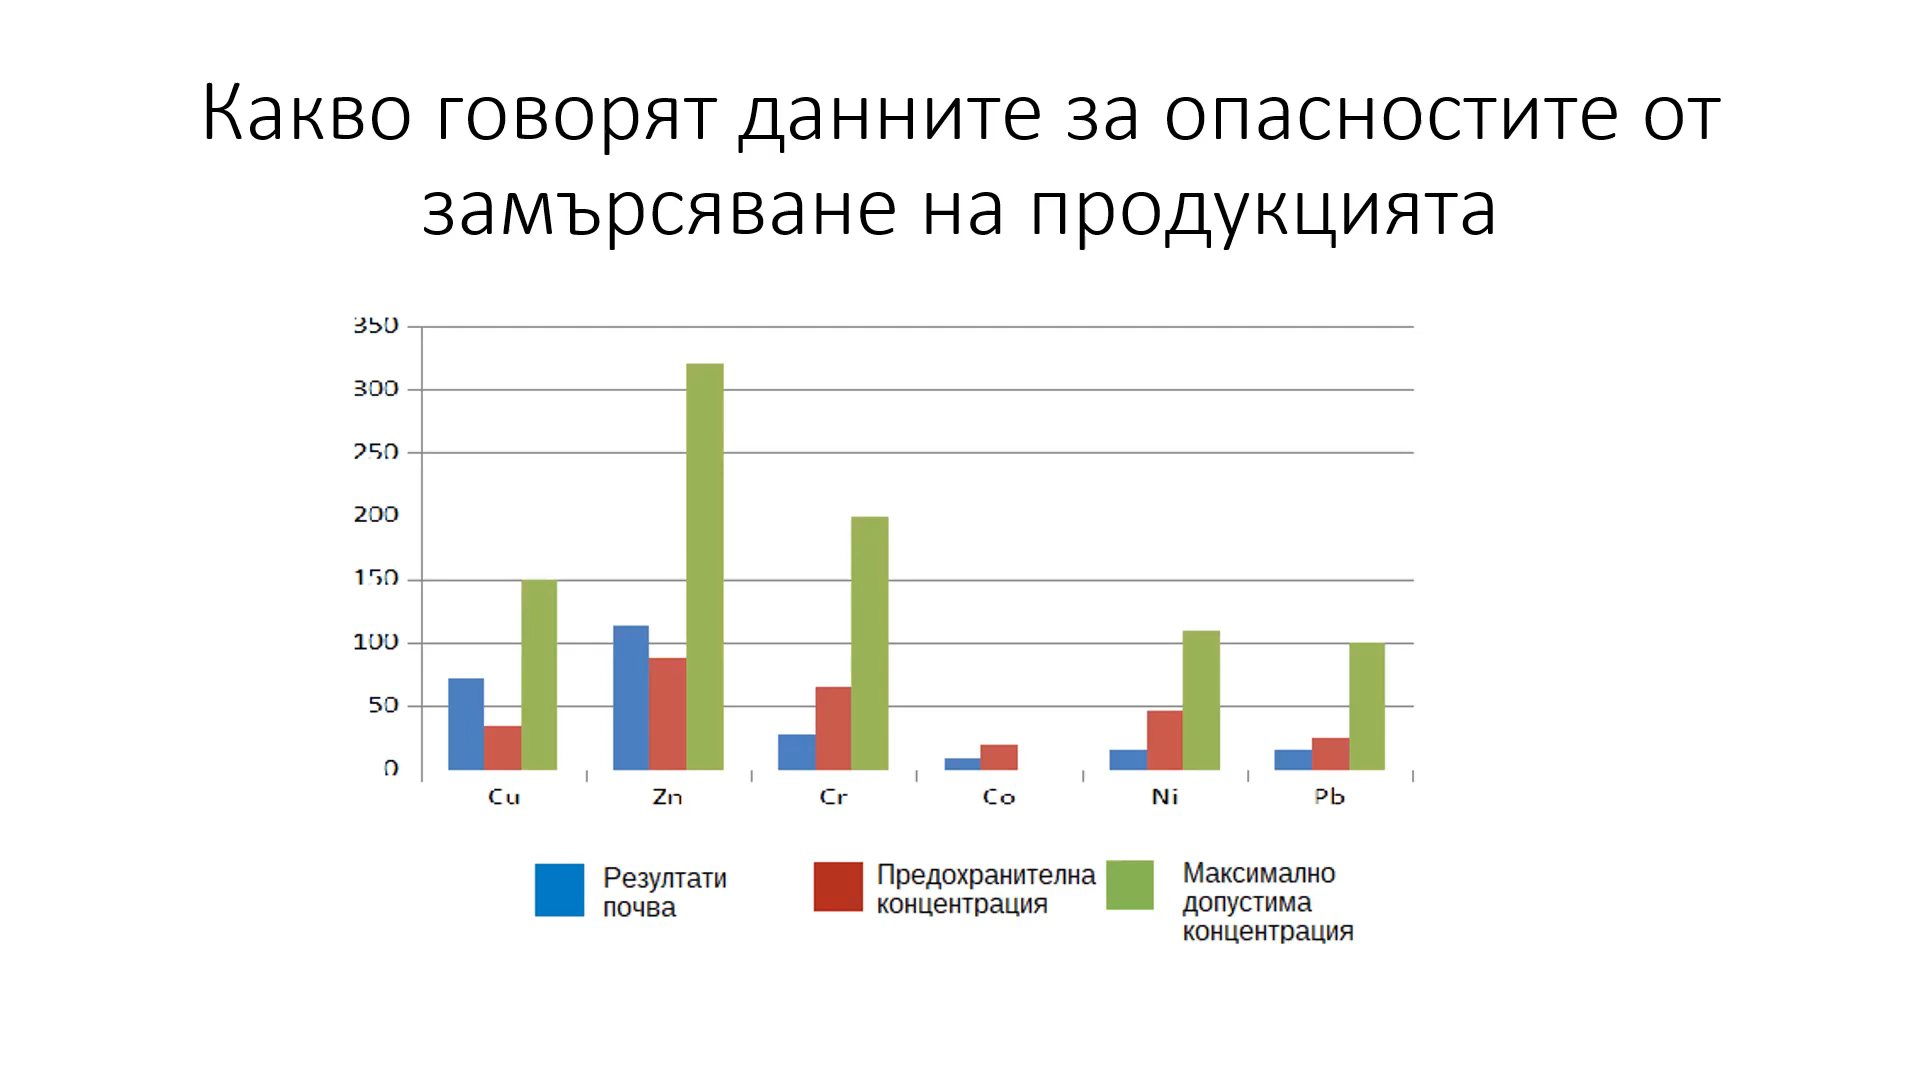 Какво говорят данните за опасностите от
замърсяване на продукцията
350
300
250
200
150
100
50
0
Cu Zn Cr Co Ni Pb
Резултати
почва
Предохранителна
концентрация
Максимално
допустима
концентрация